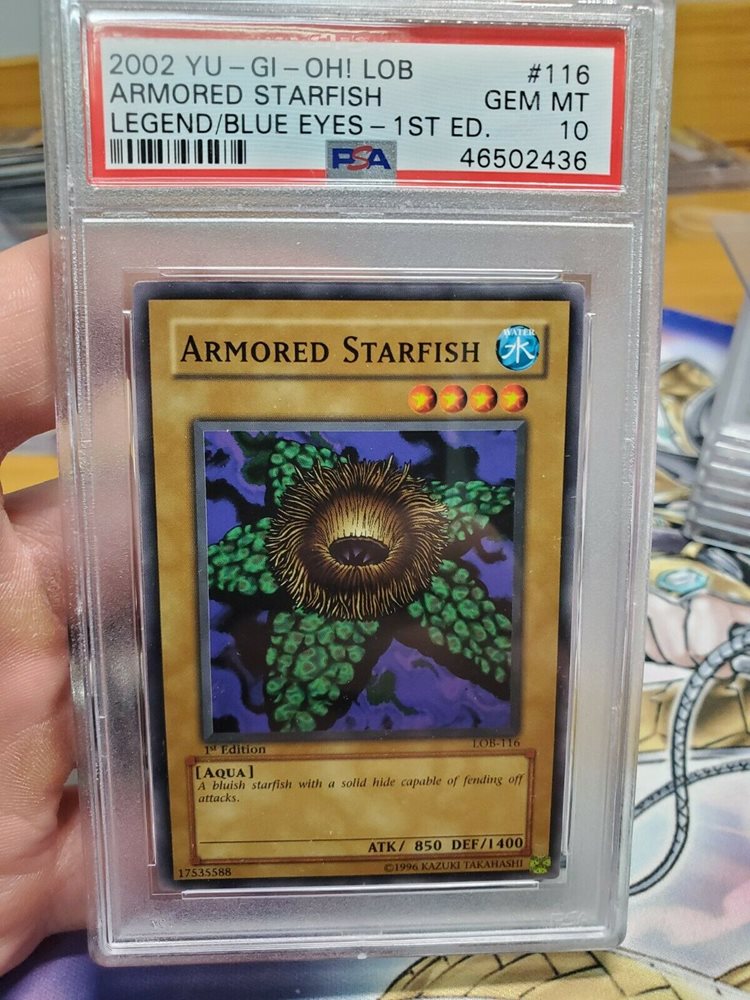 2002 YU-GI-OH! LOB #116
ARMORED STARFISH GEM MT
LEGEND/BLUE EYES-1ST ED. 10
PSA 46502436
ARMORED STARFISH
WATER
水
1st Edition LOB-116
[AQUA]
A bluish starfish with a solid hide capable of fending off
attacks.
ATK/ 850 DEF/1400
17535588 ©1996 KAZUKI TAKAHASHI